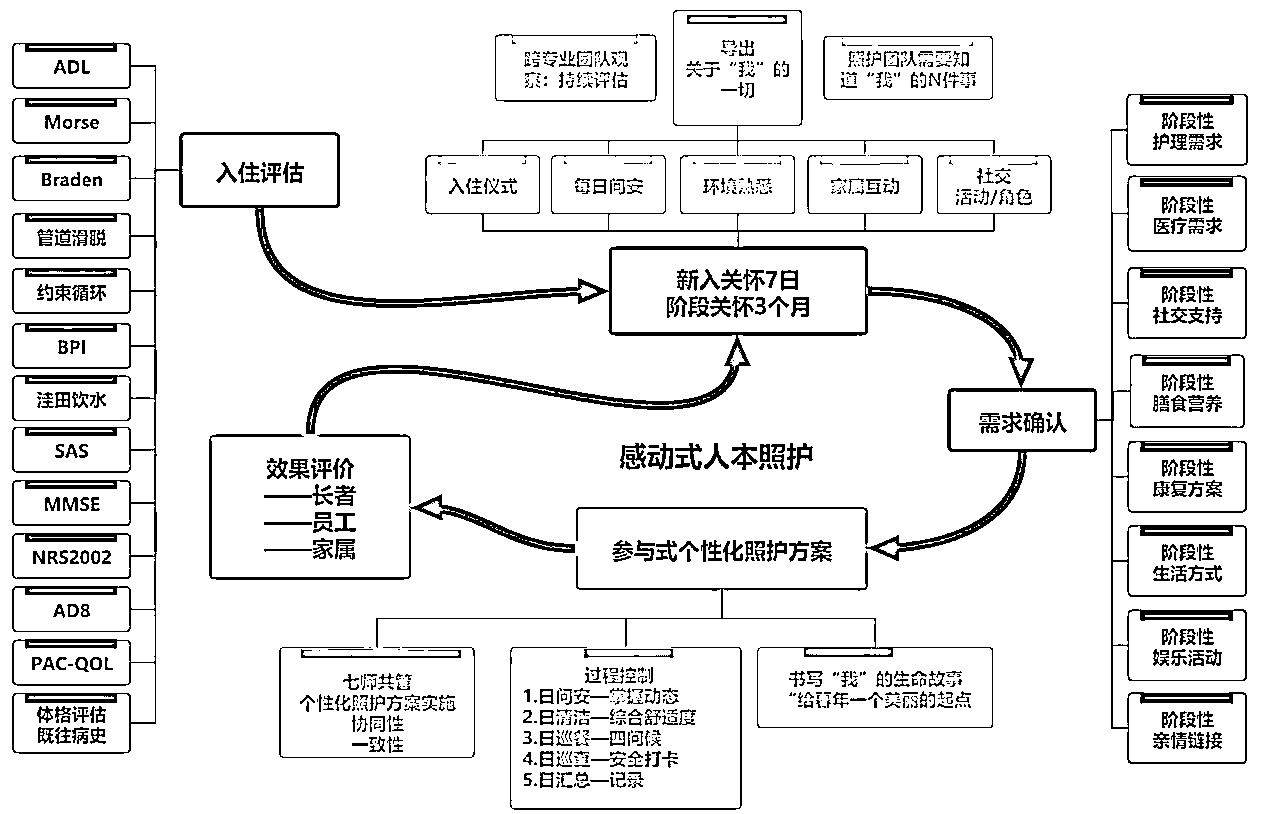 ADL
Morse
Braden
管道滑脱
约束循环
BPI
洼田饮水
SAS
MMSE
NRS2002
AD8
PAC-QOL
体格评估
既往病史
入住评估
跨专业团队观
察：持续评估
导出
关于“我”的
一切
照护团队需要知
道“我”的N件事
入住仪式
每日问安
环境熟悉
家属互动
社交
活动/角色
新入关怀7日
阶段关怀3个月
需求确认
感动式人本照护
效果评价
——长者
——员工
——家属
参与式个性化照护方案
七师共管
个性化照护方案实施
协同性
一致性
过程控制
1.日问安—掌握动态
2.日清洁—综合舒适度
3.日巡餐—四问候
4.日巡查—安全打卡
5.日汇总—记录
书写“我”的生命故事
“给暮年一个美丽的起点
阶段性
护理需求
阶段性
医疗需求
阶段性
社交支持
阶段性
膳食营养
阶段性
康复方案
阶段性
生活方式
阶段性
娱乐活动
阶段性
亲情链接